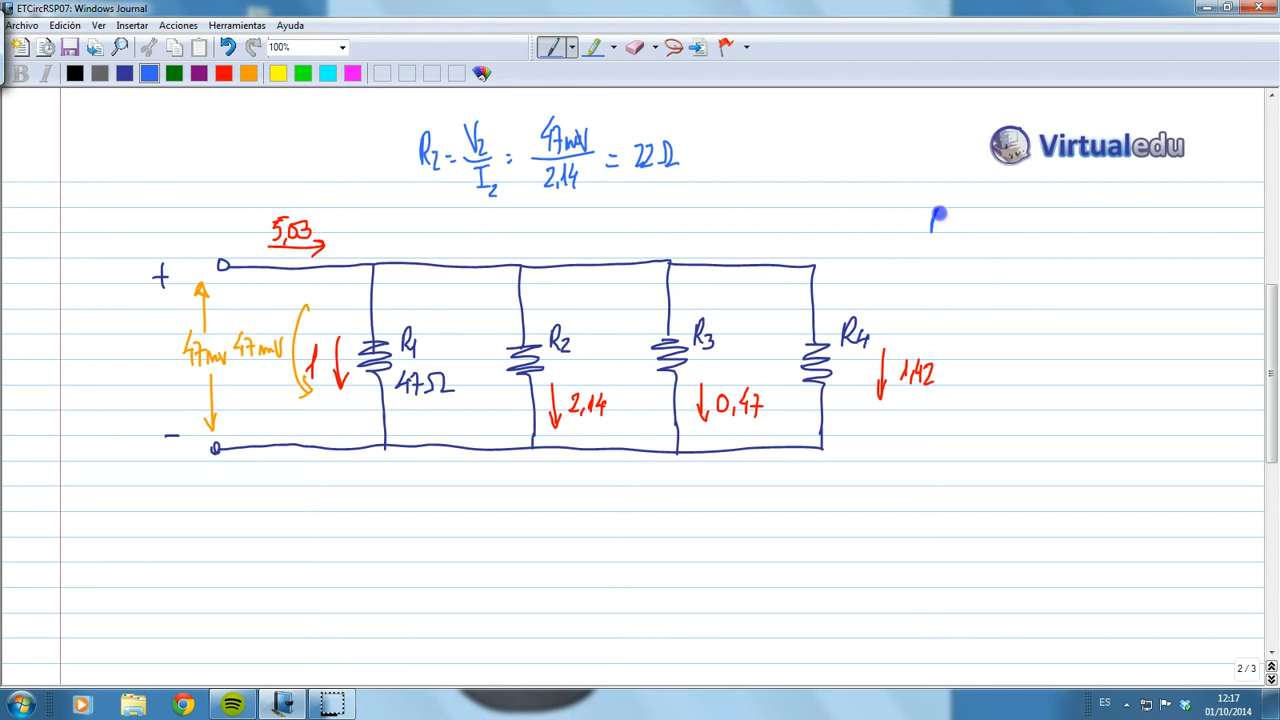 ETCircRSP07: Windows Journal
Archivo Edición Ver Insertar Acciones Herramientas Ayuda
100%
B I
R2 = V2 / I2 = 47mV / 2,14 = 22 Ω
Virtualedu
5,03
+
47mV 47mV
1
R1
47Ω
R2
2,14
R3
0,47
R4
1,42
-
2 / 3
ES
12:17
01/10/2014